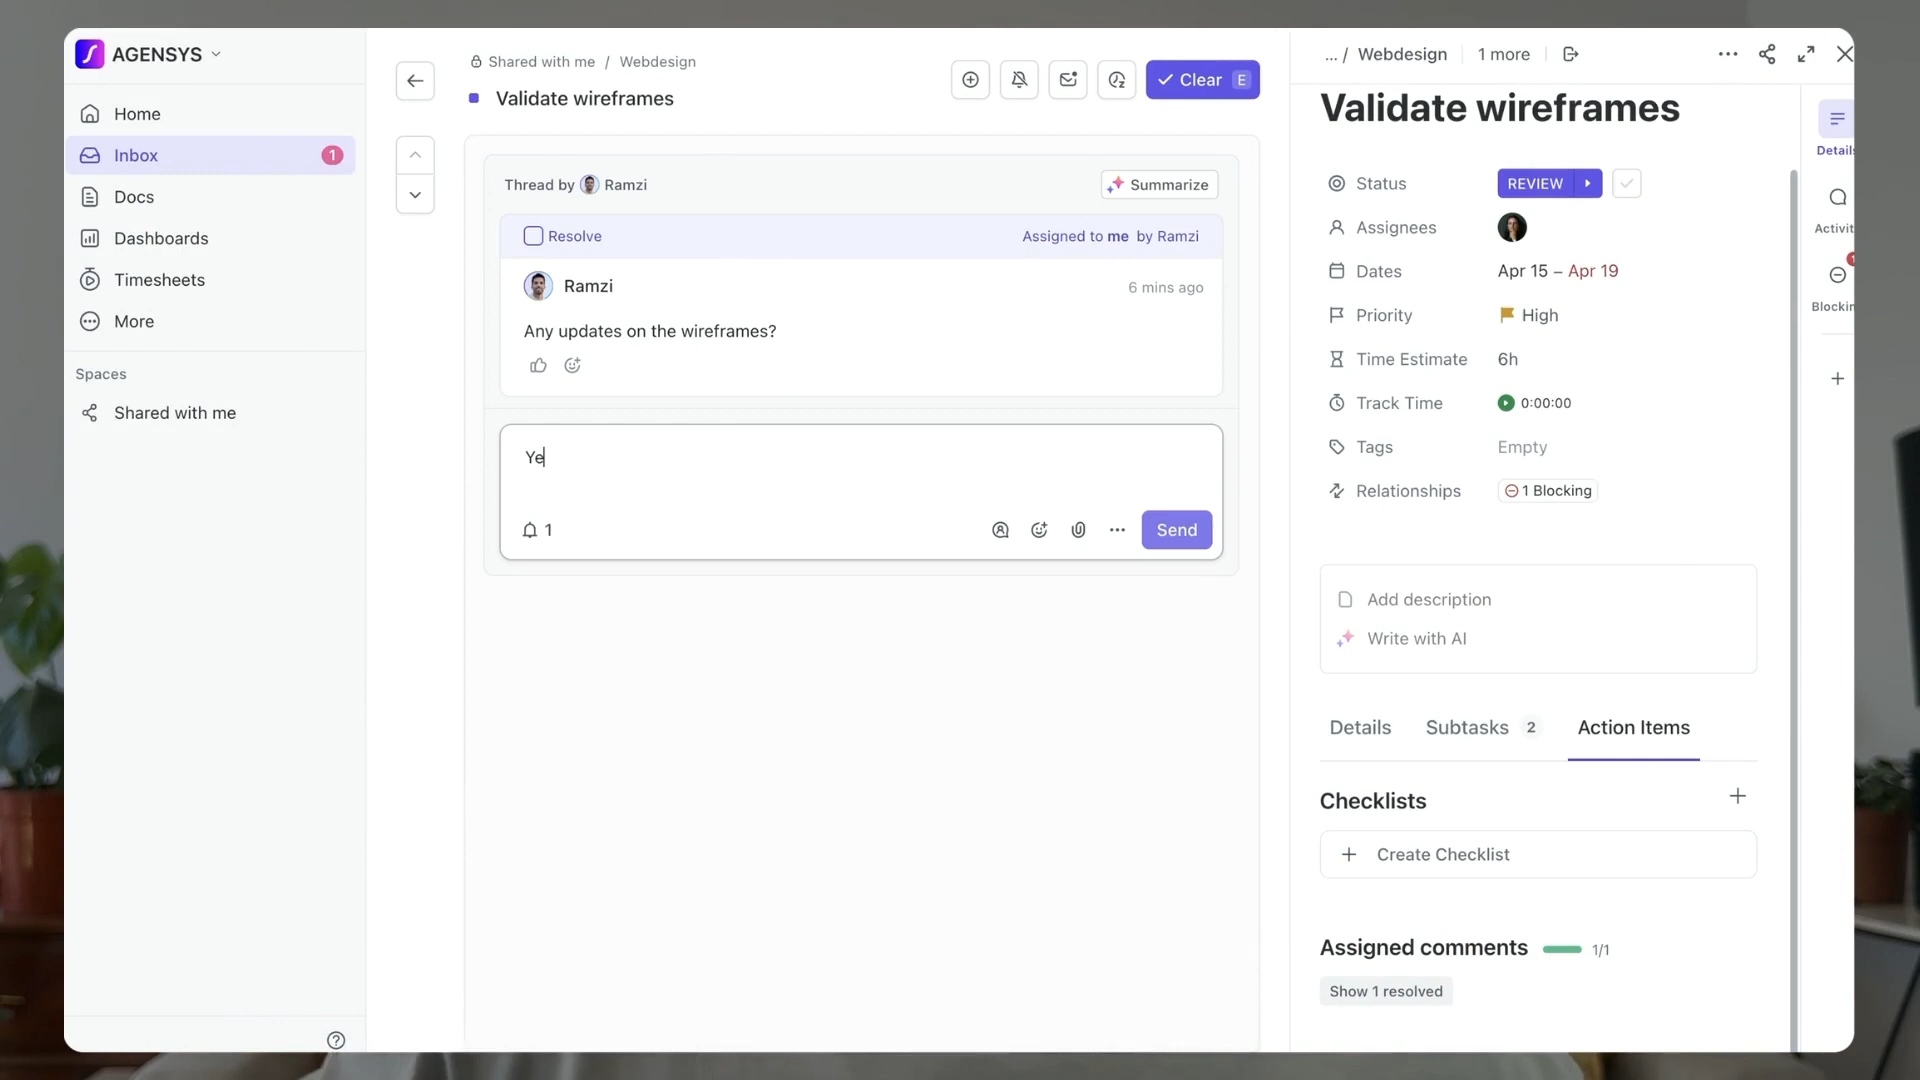 AGENSYS
Home
Inbox 1
Docs
Dashboards
Timesheets
More
Spaces
Shared with me
Shared with me / Webdesign
Validate wireframes
Clear E
Thread by Ramzi
Summarize
Resolve
Assigned to me by Ramzi
Ramzi
6 mins ago
Any updates on the wireframes?
Ye
1
Send
... / Webdesign
1 more
Validate wireframes
Status REVIEW
Assignees
Dates Apr 15 – Apr 19
Priority High
Time Estimate 6h
Track Time 0:00:00
Tags Empty
Relationships 1 Blocking
Add description
Write with AI
Details Subtasks 2 Action Items
Checklists
Create Checklist
Assigned comments 1/1
Show 1 resolved
Details
Activit
Blockin